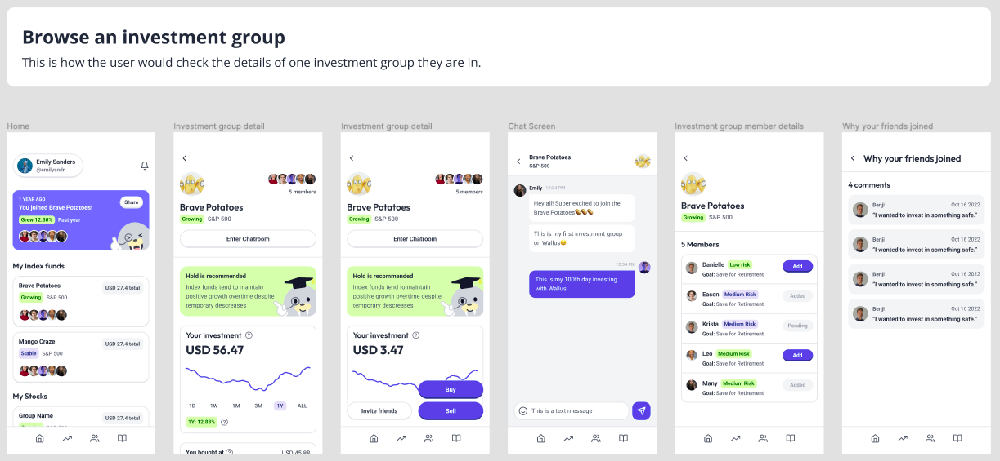 Browse an investment group
This is how the user would check the details of one investment group they are in.
Home
Emily Sanders
@emilysndr
1 YEAR AGO
You joined Brave Potatoes!
Share
Grew 12.80% Past year
My Index funds
Brave Potatoes
USD 27.4 total
Growing S&P 500
Mango Craze
USD 27.4 total
Stable S&P 500
My Stocks
Group Name
USD 27.4 total
Investment group detail
5 members
Brave Potatoes
Growing S&P 500
Enter Chatroom
Hold is recommended
Index funds tend to maintain
positive growth overtime despite
temporary descreases
Your investment
USD 56.47
1D 1W 1M 3M 1Y ALL
1Y: 12.88%
You bought at
USD 45.88
Investment group detail
5 members
Brave Potatoes
Growing S&P 500
Enter Chatroom
Hold is recommended
Index funds tend to maintain
positive growth overtime despite
temporary descreases
Your investment
USD 3.47
Buy
Invite friends
Sell
Chat Screen
Brave Potatoes
S&P 500
Emily 12:34 PM
Hey all! Super excited to join the
Brave Potatoes🥔🥔🥔
This is my first investment group
on Wallus😀
12:34 PM
This is my 100th day investing
with Wallus!
This is a text message
Investment group member details
Brave Potatoes
Growing S&P 500
5 Members
Danielle Low risk
Goal: Save for Retirement
Add
Eason Medium Risk
Goal: Save for Retirement
Added
Krista Medium Risk
Goal: Save for Retirement
Pending
Leo Medium Risk
Goal: Save for Retirement
Add
Many Medium Risk
Goal: Save for Retirement
Added
Why your friends joined
Why your friends joined
4 comments
Benji Oct 16 2022
"I wanted to invest in something safe."
Benji Oct 16 2022
"I wanted to invest in something safe."
Benji Oct 16 2022
"I wanted to invest in something safe."
Benji Oct 16 2022
"I wanted to invest in something safe."